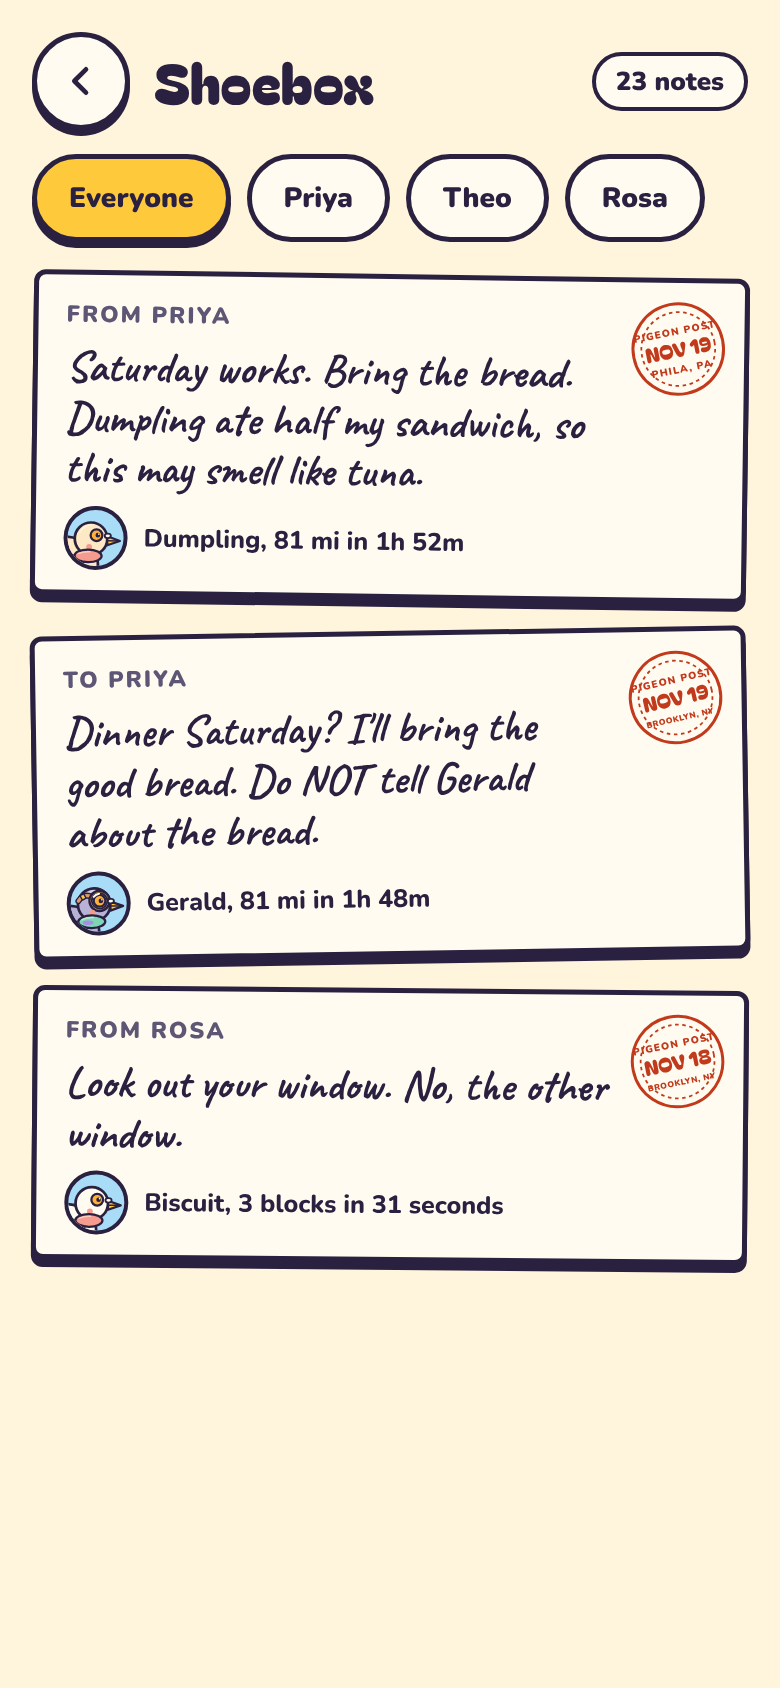 Shoebox
23 notes
Everyone
Priya
Theo
Rosa
FROM PRIYA
PIGEON POST
NOV 19
PHILA, PA
Saturday works. Bring the bread.
Dumpling ate half my sandwich, so
this may smell like tuna.
Dumpling, 81 mi in 1h 52m
TO PRIYA
PIGEON POST
NOV 19
BROOKLYN, NY
Dinner Saturday? I'll bring the
good bread. Do NOT tell Gerald
about the bread.
Gerald, 81 mi in 1h 48m
FROM ROSA
PIGEON POST
NOV 18
BROOKLYN, NY
Look out your window. No, the other
window.
Biscuit, 3 blocks in 31 seconds